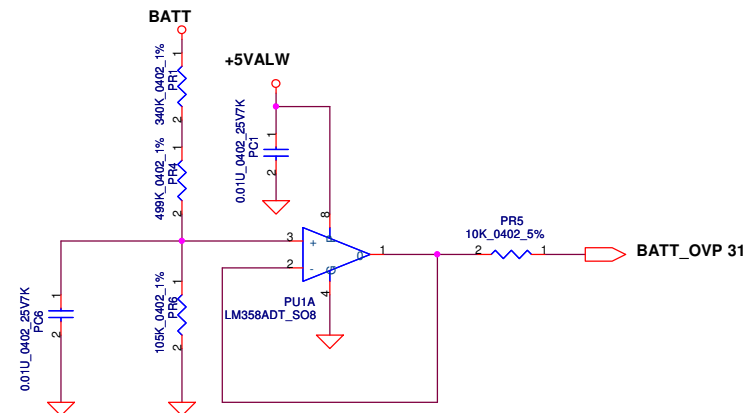 BATT
340K_0402_1%
PR1
1
2
499K_0402_1%
PR4
1
2
+5VALW
0.01U_0402_25V7K
PC1
1
2
8
3
+
2
-
P
G
0
1
4
PU1A
LM358ADT_SO8
PR5
10K_0402_5%
2
1
BATT_OVP 31
0.01U_0402_25V7K
PC6
1
2
105K_0402_1%
PR6
1
2